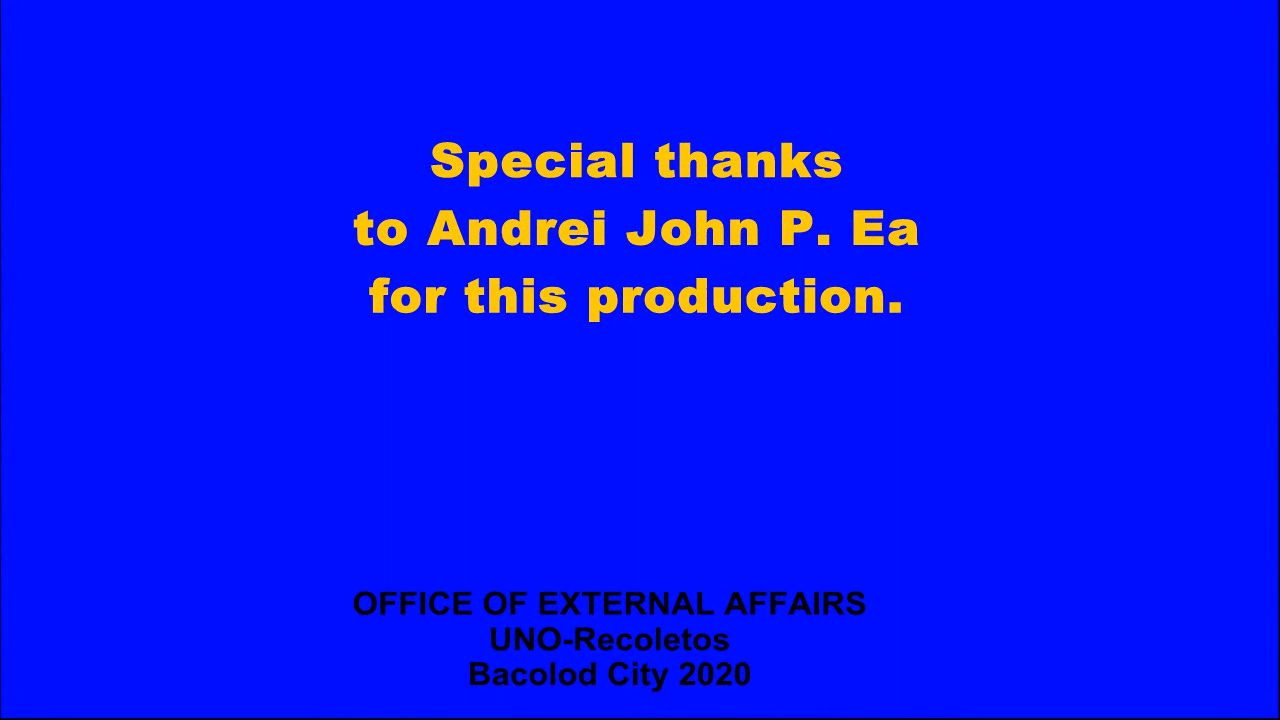 Special thanks
to Andrei John P. Ea
for this production.
OFFICE OF EXTERNAL AFFAIRS
UNO-Recoletos
Bacolod City 2020